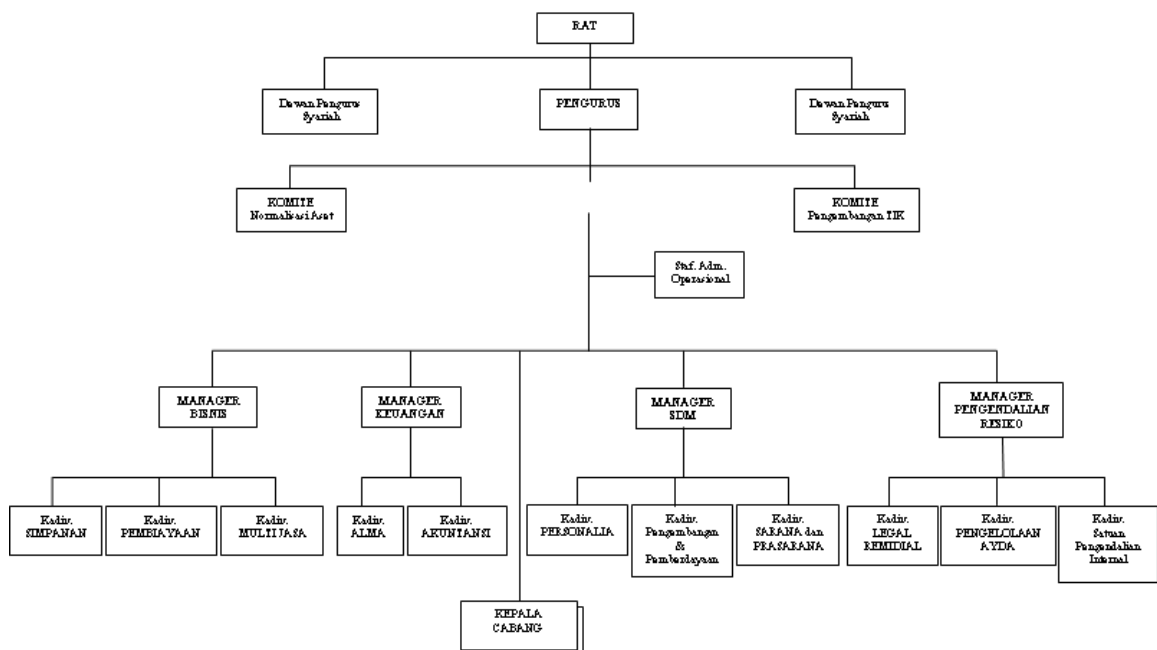 RAT
Dewan Pengurus
Syariah
PENGURUS
Dewan Pengurus
Syariah
KOMITE
Normalisasi Aset
KOMITE
Pengembangan TIK
Staf. Adm.
Operasional
MANAGER
BISNIS
MANAGER
KEUANGAN
MANAGER
SDM
MANAGER
PENGENDALIAN
RESIKO
Kadiv.
SIMPANAN
Kadiv.
PEMBIAYAAN
Kadiv.
MULTIJASA
Kadiv.
ALMA
Kadiv.
AKUNTANSI
Kadiv.
PERSONALIA
Kadiv.
Pengembangan
&
Pemberdayaan
Kadiv.
SARANA dan
PRASARANA
Kadiv.
LEGAL
REMIDIAL
Kadiv.
PENGELOLAAN
AYDA
Kadiv.
Satuan
Pengendalian
Internal
KEPALA
CABANG